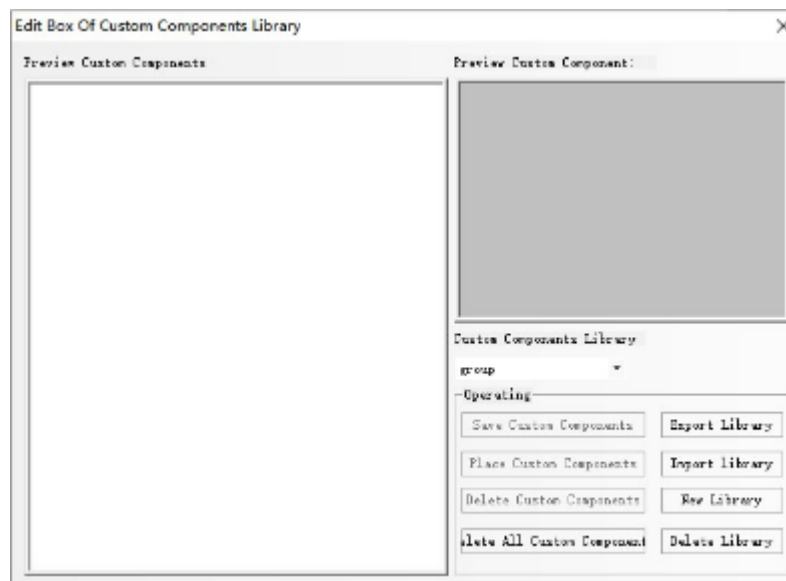 Edit Box Of Custom Components Library
Preview Custom Components
Preview Custom Component:
Custom Components Library
group
Operating
Save Custom Components
Export Library
Place Custom Components
Import library
Delete Custom Components
New Library
elete All Custom Component
Delete Library